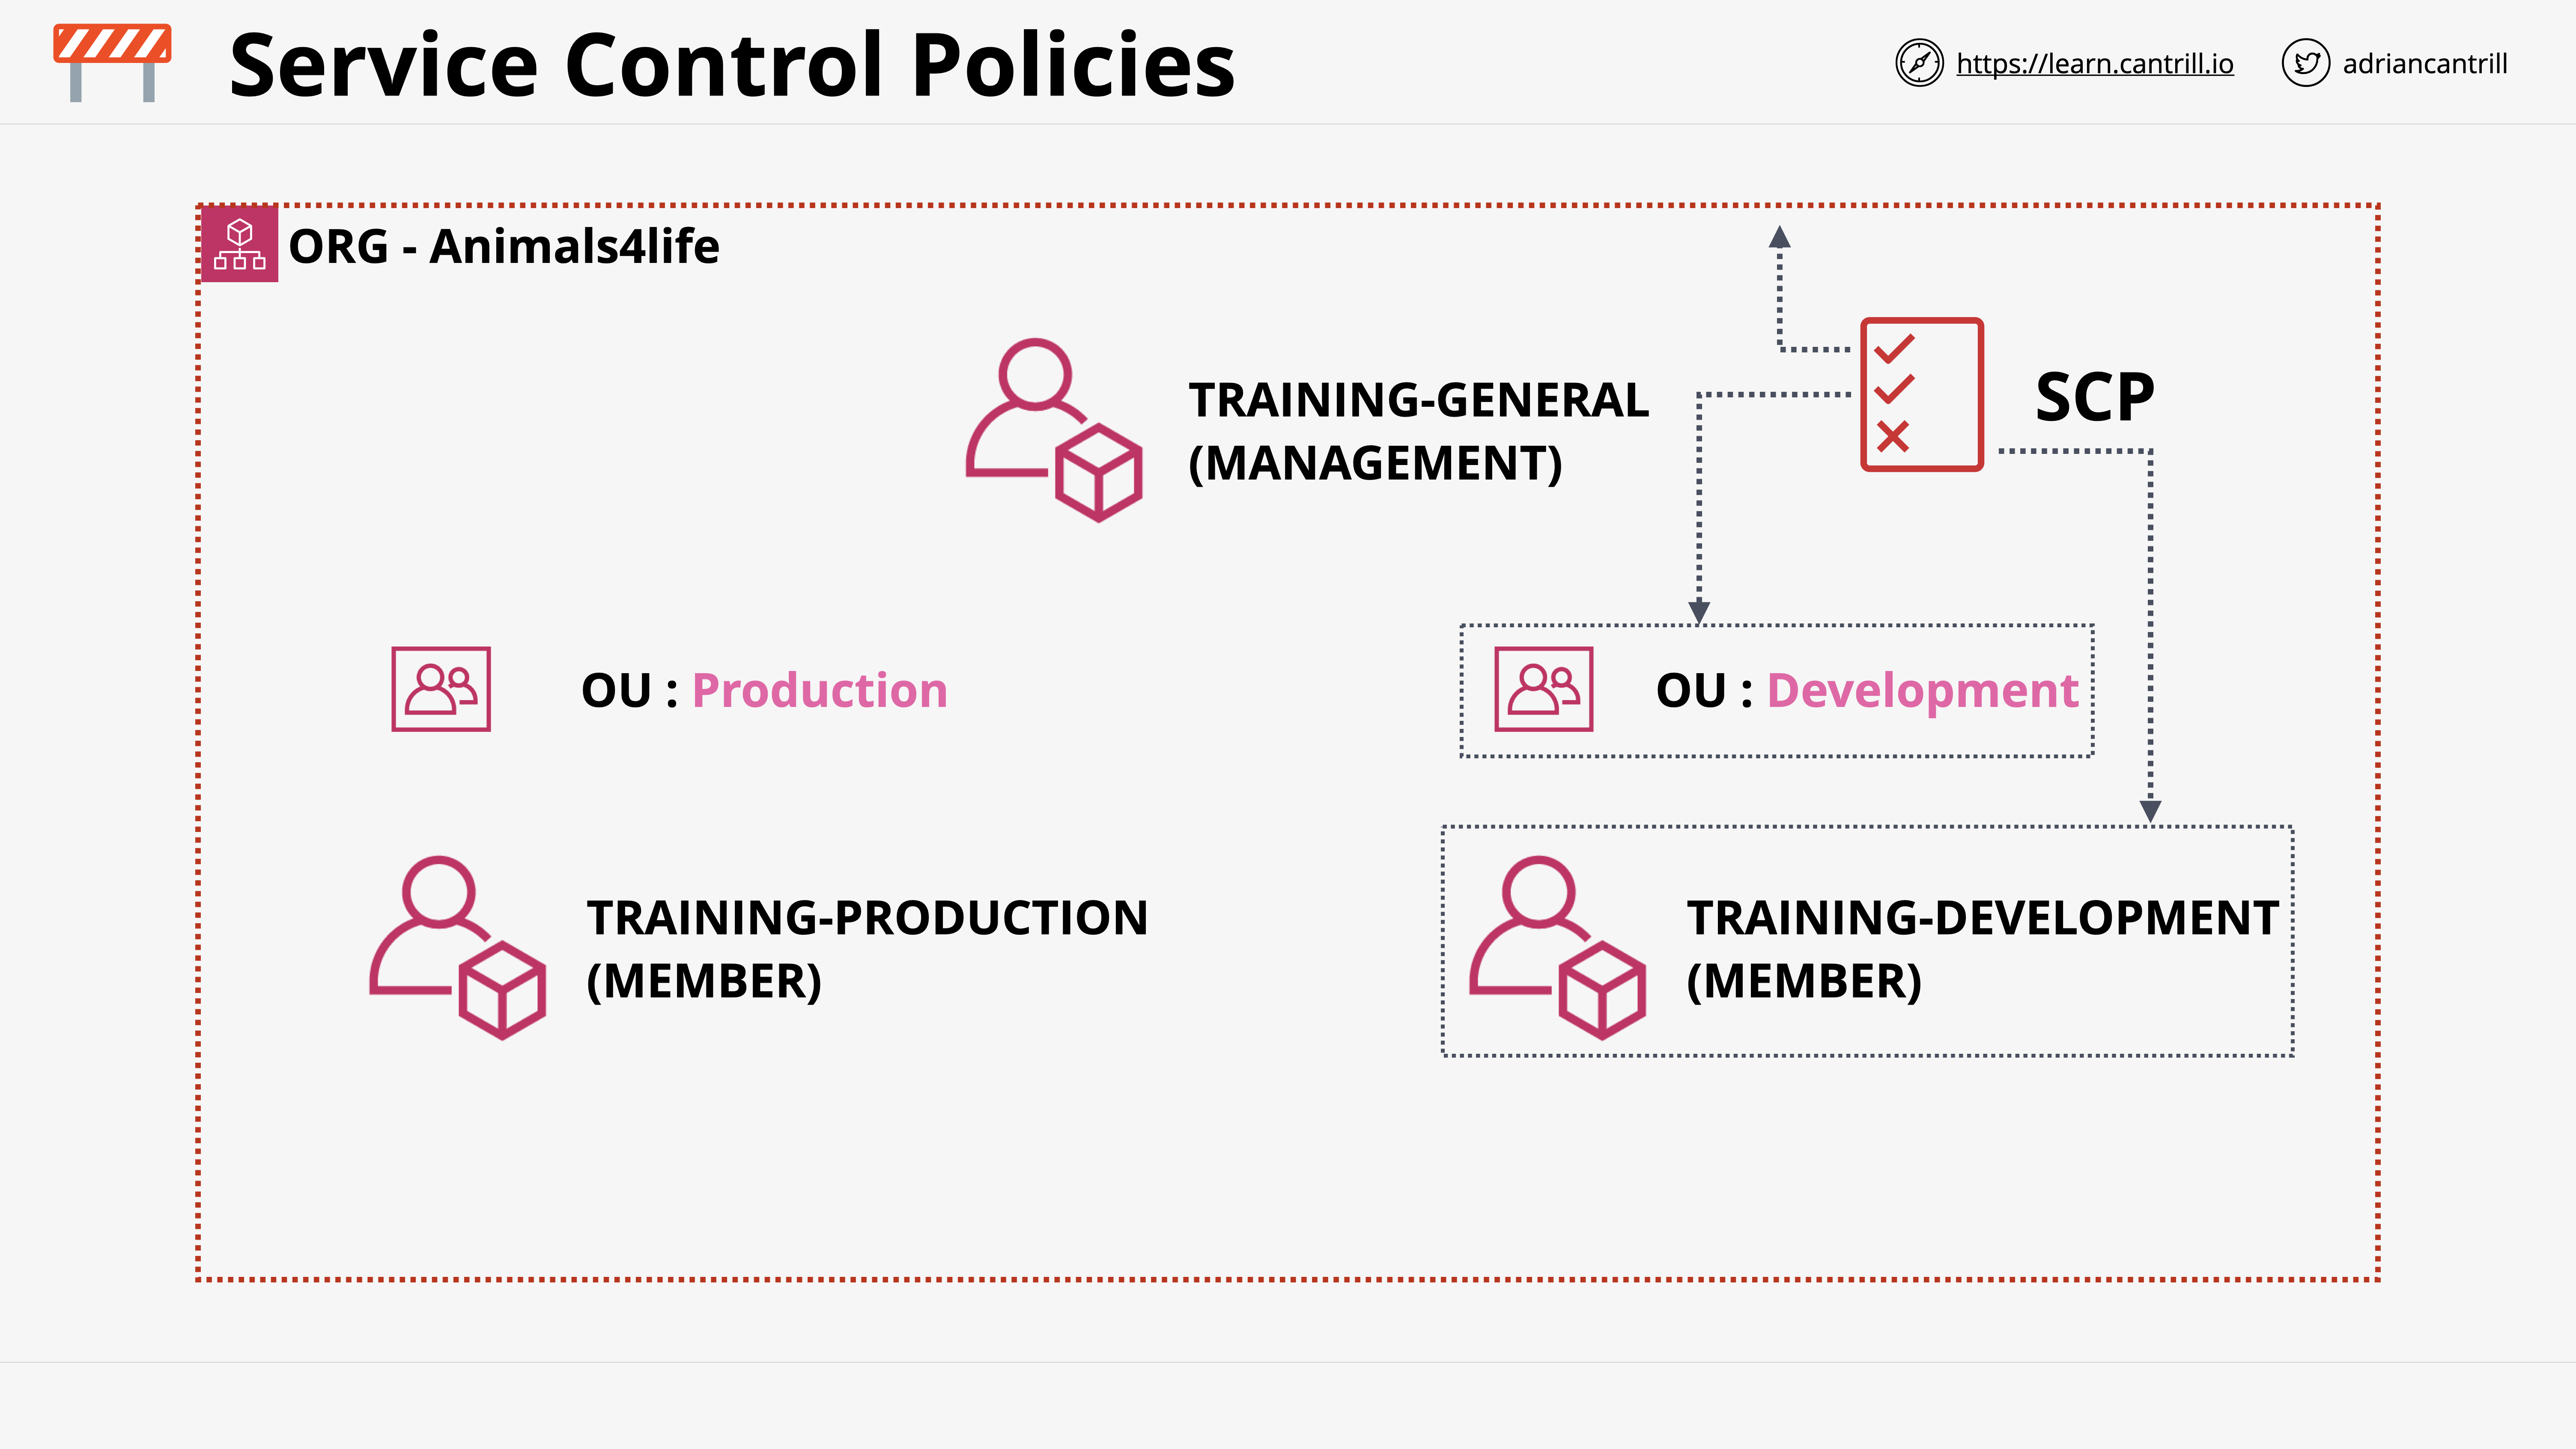 Service Control Policies
https://learn.cantrill.io
adriancantrill
ORG - Animals4life
TRAINING-GENERAL
(MANAGEMENT)
SCP
OU : Production
OU : Development
TRAINING-PRODUCTION
(MEMBER)
TRAINING-DEVELOPMENT
(MEMBER)